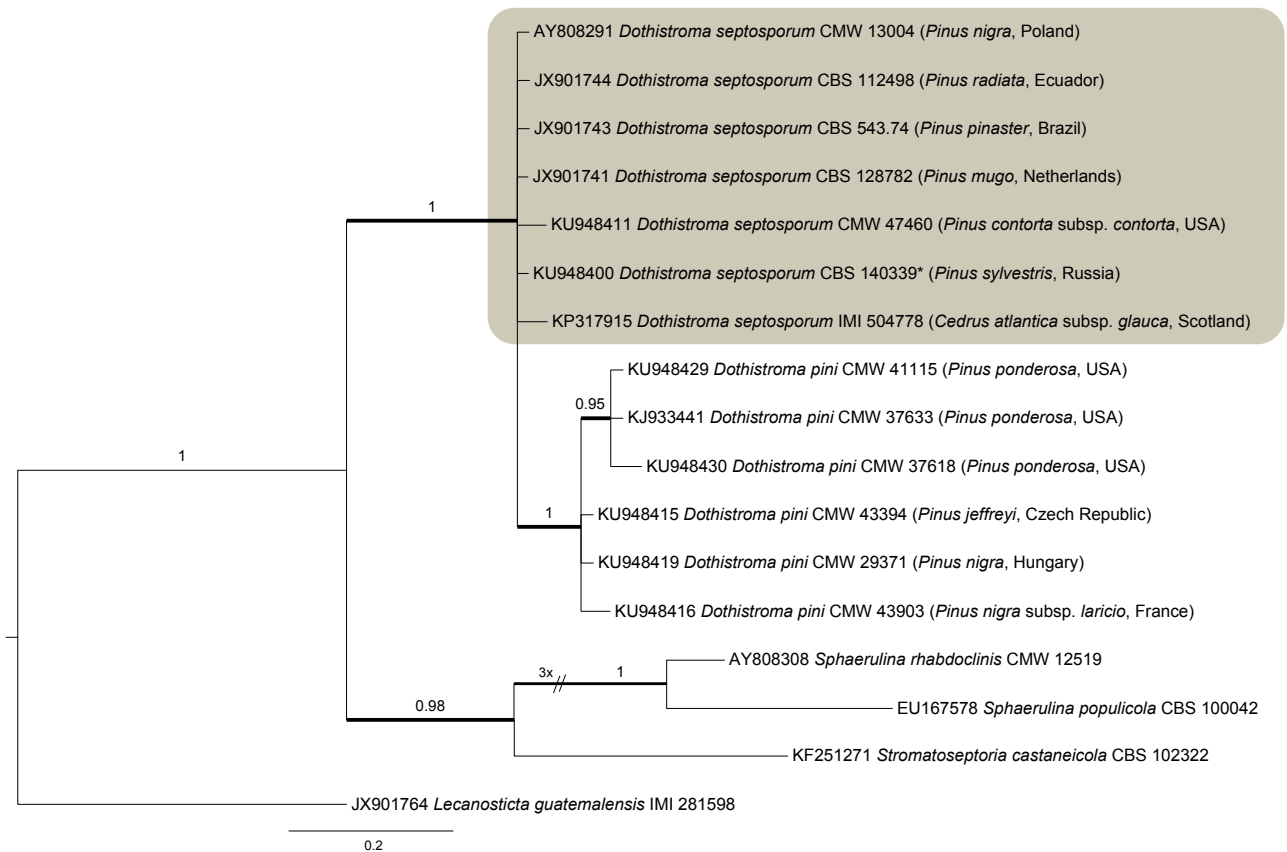 AY808291 Dothistroma septosporum CMW 13004 (Pinus nigra, Poland)
JX901744 Dothistroma septosporum CBS 112498 (Pinus radiata, Ecuador)
JX901743 Dothistroma septosporum CBS 543.74 (Pinus pinaster, Brazil)
JX901741 Dothistroma septosporum CBS 128782 (Pinus mugo, Netherlands)
1
KU948411 Dothistroma septosporum CMW 47460 (Pinus contorta subsp. contorta, USA)
KU948400 Dothistroma septosporum CBS 140339* (Pinus sylvestris, Russia)
KP317915 Dothistroma septosporum IMI 504778 (Cedrus atlantica subsp. glauca, Scotland)
KU948429 Dothistroma pini CMW 41115 (Pinus ponderosa, USA)
0.95
KJ933441 Dothistroma pini CMW 37633 (Pinus ponderosa, USA)
1
KU948430 Dothistroma pini CMW 37618 (Pinus ponderosa, USA)
1
KU948415 Dothistroma pini CMW 43394 (Pinus jeffreyi, Czech Republic)
KU948419 Dothistroma pini CMW 29371 (Pinus nigra, Hungary)
KU948416 Dothistroma pini CMW 43903 (Pinus nigra subsp. laricio, France)
AY808308 Sphaerulina rhabdoclinis CMW 12519
3x
1
0.98
EU167578 Sphaerulina populicola CBS 100042
KF251271 Stromatoseptoria castaneicola CBS 102322
JX901764 Lecanosticta guatemalensis IMI 281598
0.2